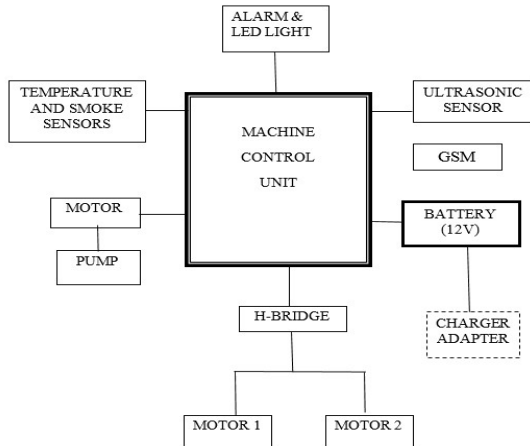 ALARM &
LED LIGHT
TEMPERATURE
AND SMOKE
SENSORS
ULTRASONIC
SENSOR
MACHINE
CONTROL
UNIT
GSM
MOTOR
BATTERY
(12V)
PUMP
H-BRIDGE
CHARGER
ADAPTER
MOTOR 1
MOTOR 2